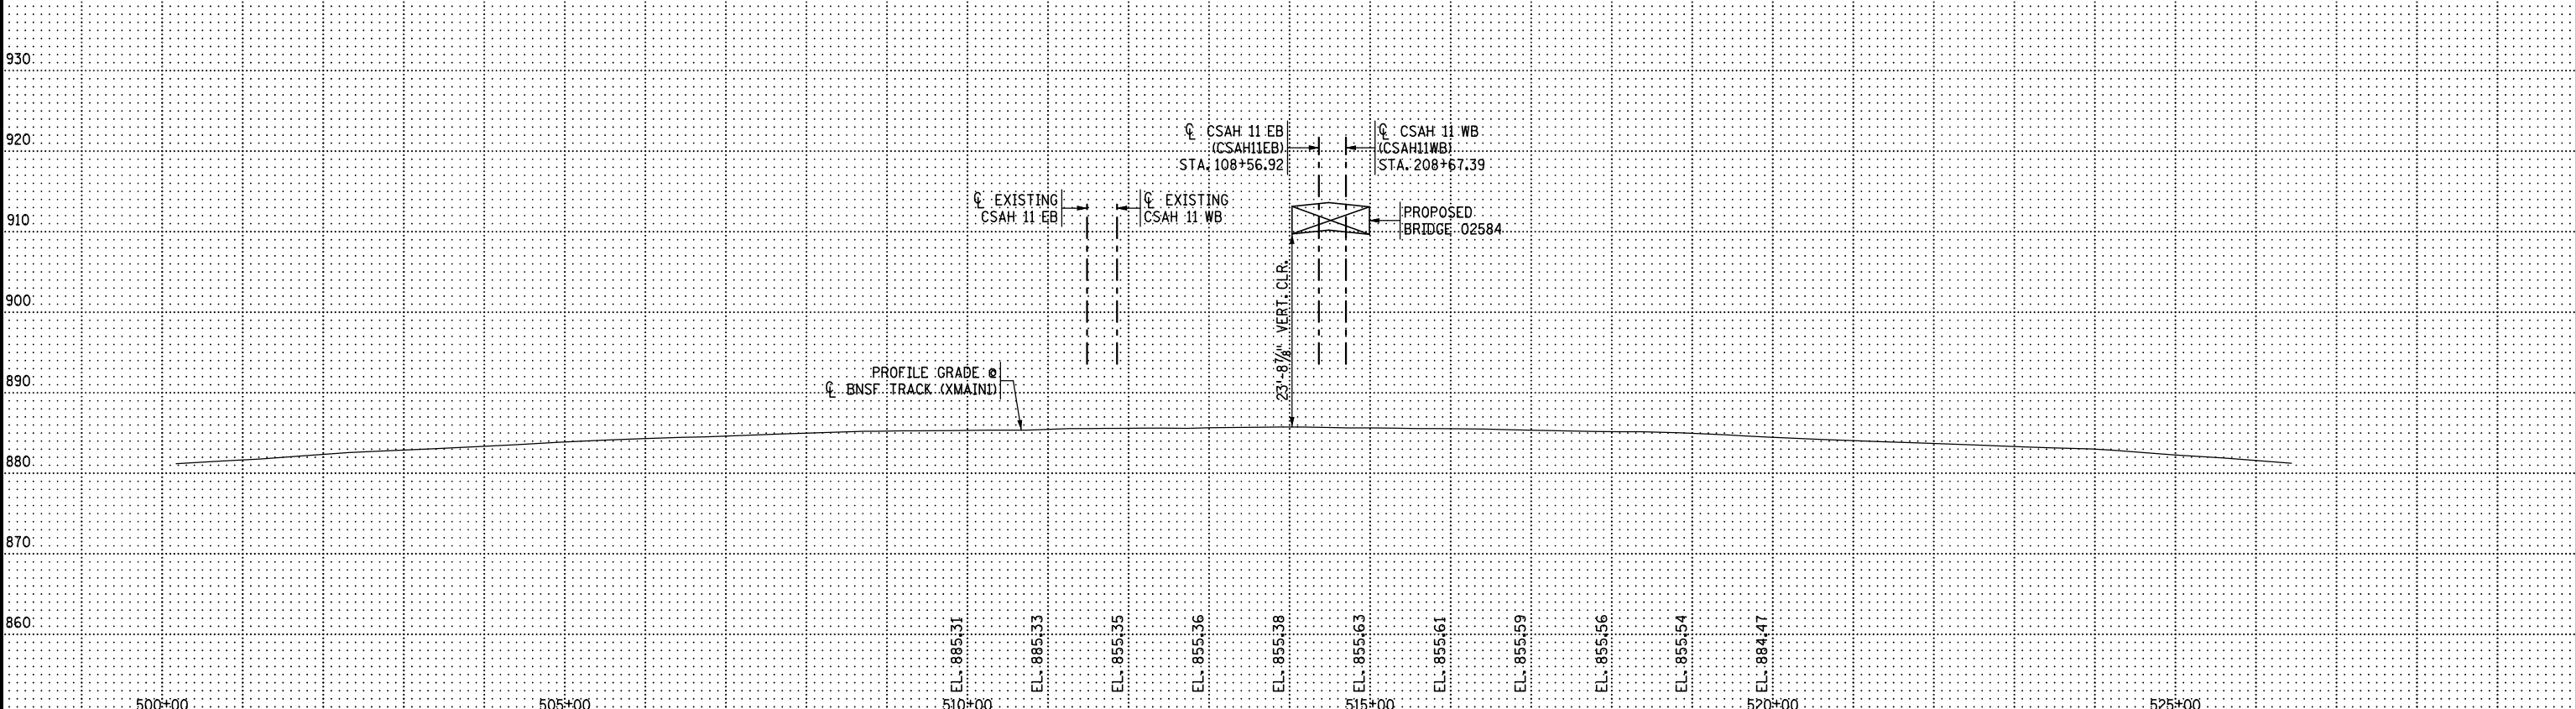 930
920
910
900
890
880
870
860
℄ CSAH 11 EB
(CSAH11EB)
STA. 108+56.92
℄ CSAH 11 WB
(CSAH11WB)
STA. 208+67.39
℄ EXISTING
CSAH 11 EB
℄ EXISTING
CSAH 11 WB
PROPOSED
BRIDGE 02584
23'-8⅞" VERT. CLR.
PROFILE GRADE @
℄ BNSF TRACK (XMAIN1)
EL. 885.31
EL. 885.33
EL. 855.35
EL. 855.36
EL. 855.38
EL. 855.63
EL. 855.61
EL. 855.59
EL. 855.56
EL. 855.54
EL. 884.47
500+00
505+00
510+00
515+00
520+00
525+00